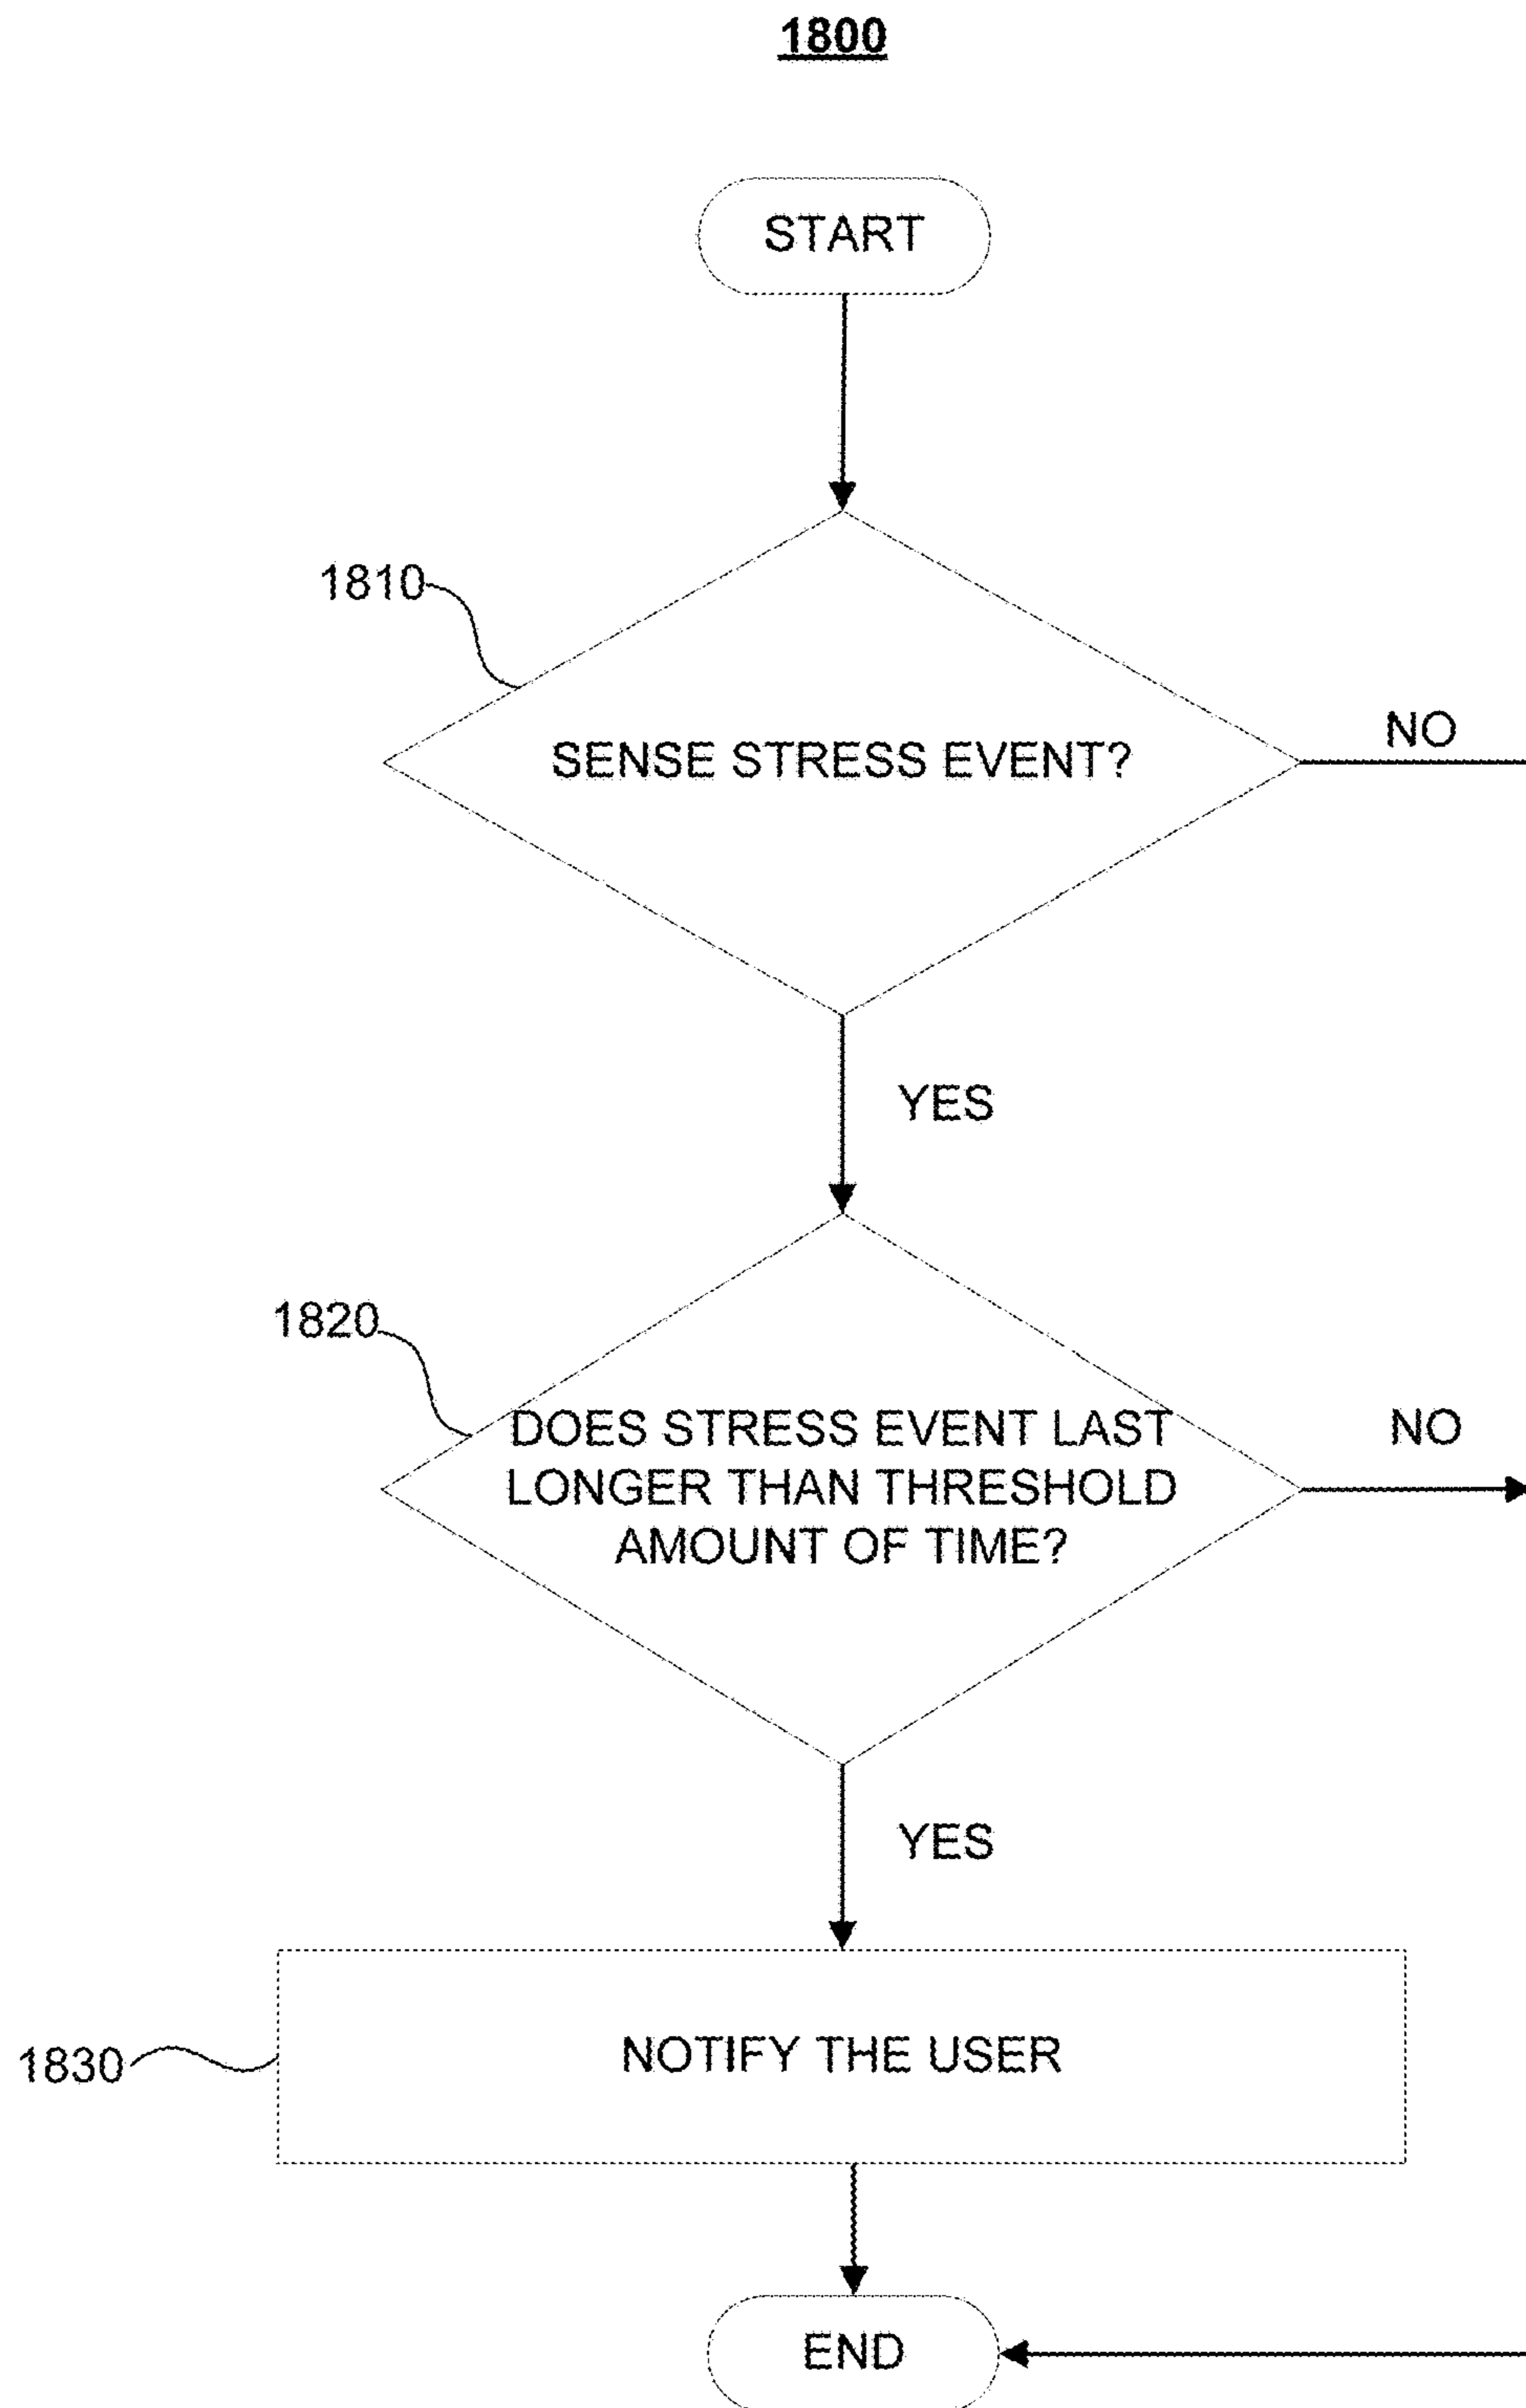 1800
START
1810
SENSE STRESS EVENT?
NO
YES
1820
DOES STRESS EVENT LAST
LONGER THAN THRESHOLD
AMOUNT OF TIME?
NO
YES
1830
NOTIFY THE USER
END